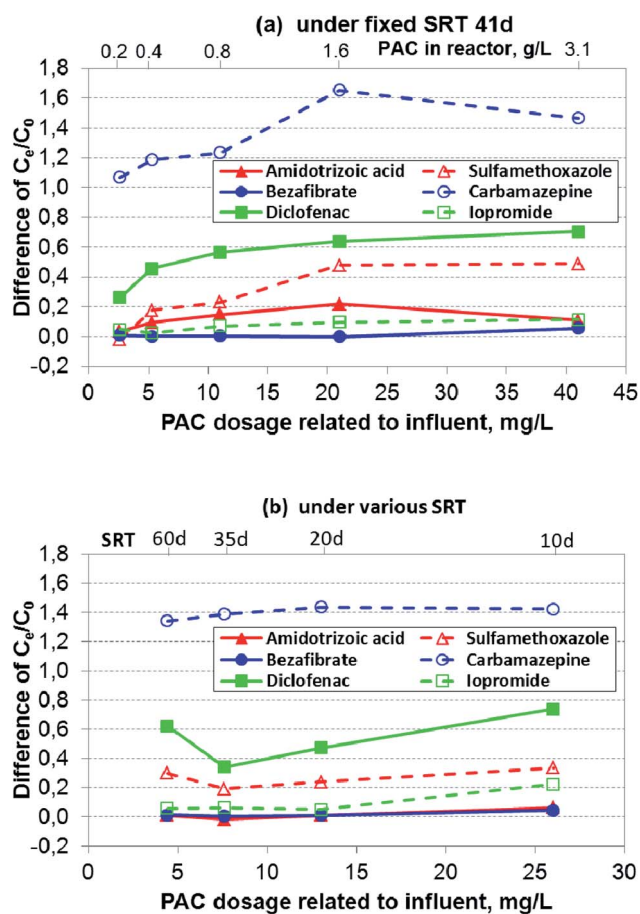 (a) under fixed SRT 41d
0.2 0.4 0.8 1.6 PAC in reactor, g/L 3.1
1,8
1,6
1,4
1,2
1,0
0,8
0,6
0,4
0,2
0,0
-0,2
Difference of Ce/C0
Amidotrizoic acid Sulfamethoxazole
Bezafibrate Carbamazepine
Diclofenac Iopromide
0 5 10 15 20 25 30 35 40 45
PAC dosage related to influent, mg/L
(b) under various SRT
SRT 60d 35d 20d 10d
1,8
1,6
1,4
1,2
1,0
0,8
0,6
0,4
0,2
0,0
-0,2
Difference of Ce/C0
Amidotrizoic acid Sulfamethoxazole
Bezafibrate Carbamazepine
Diclofenac Iopromide
0 5 10 15 20 25 30
PAC dosage related to influent, mg/L